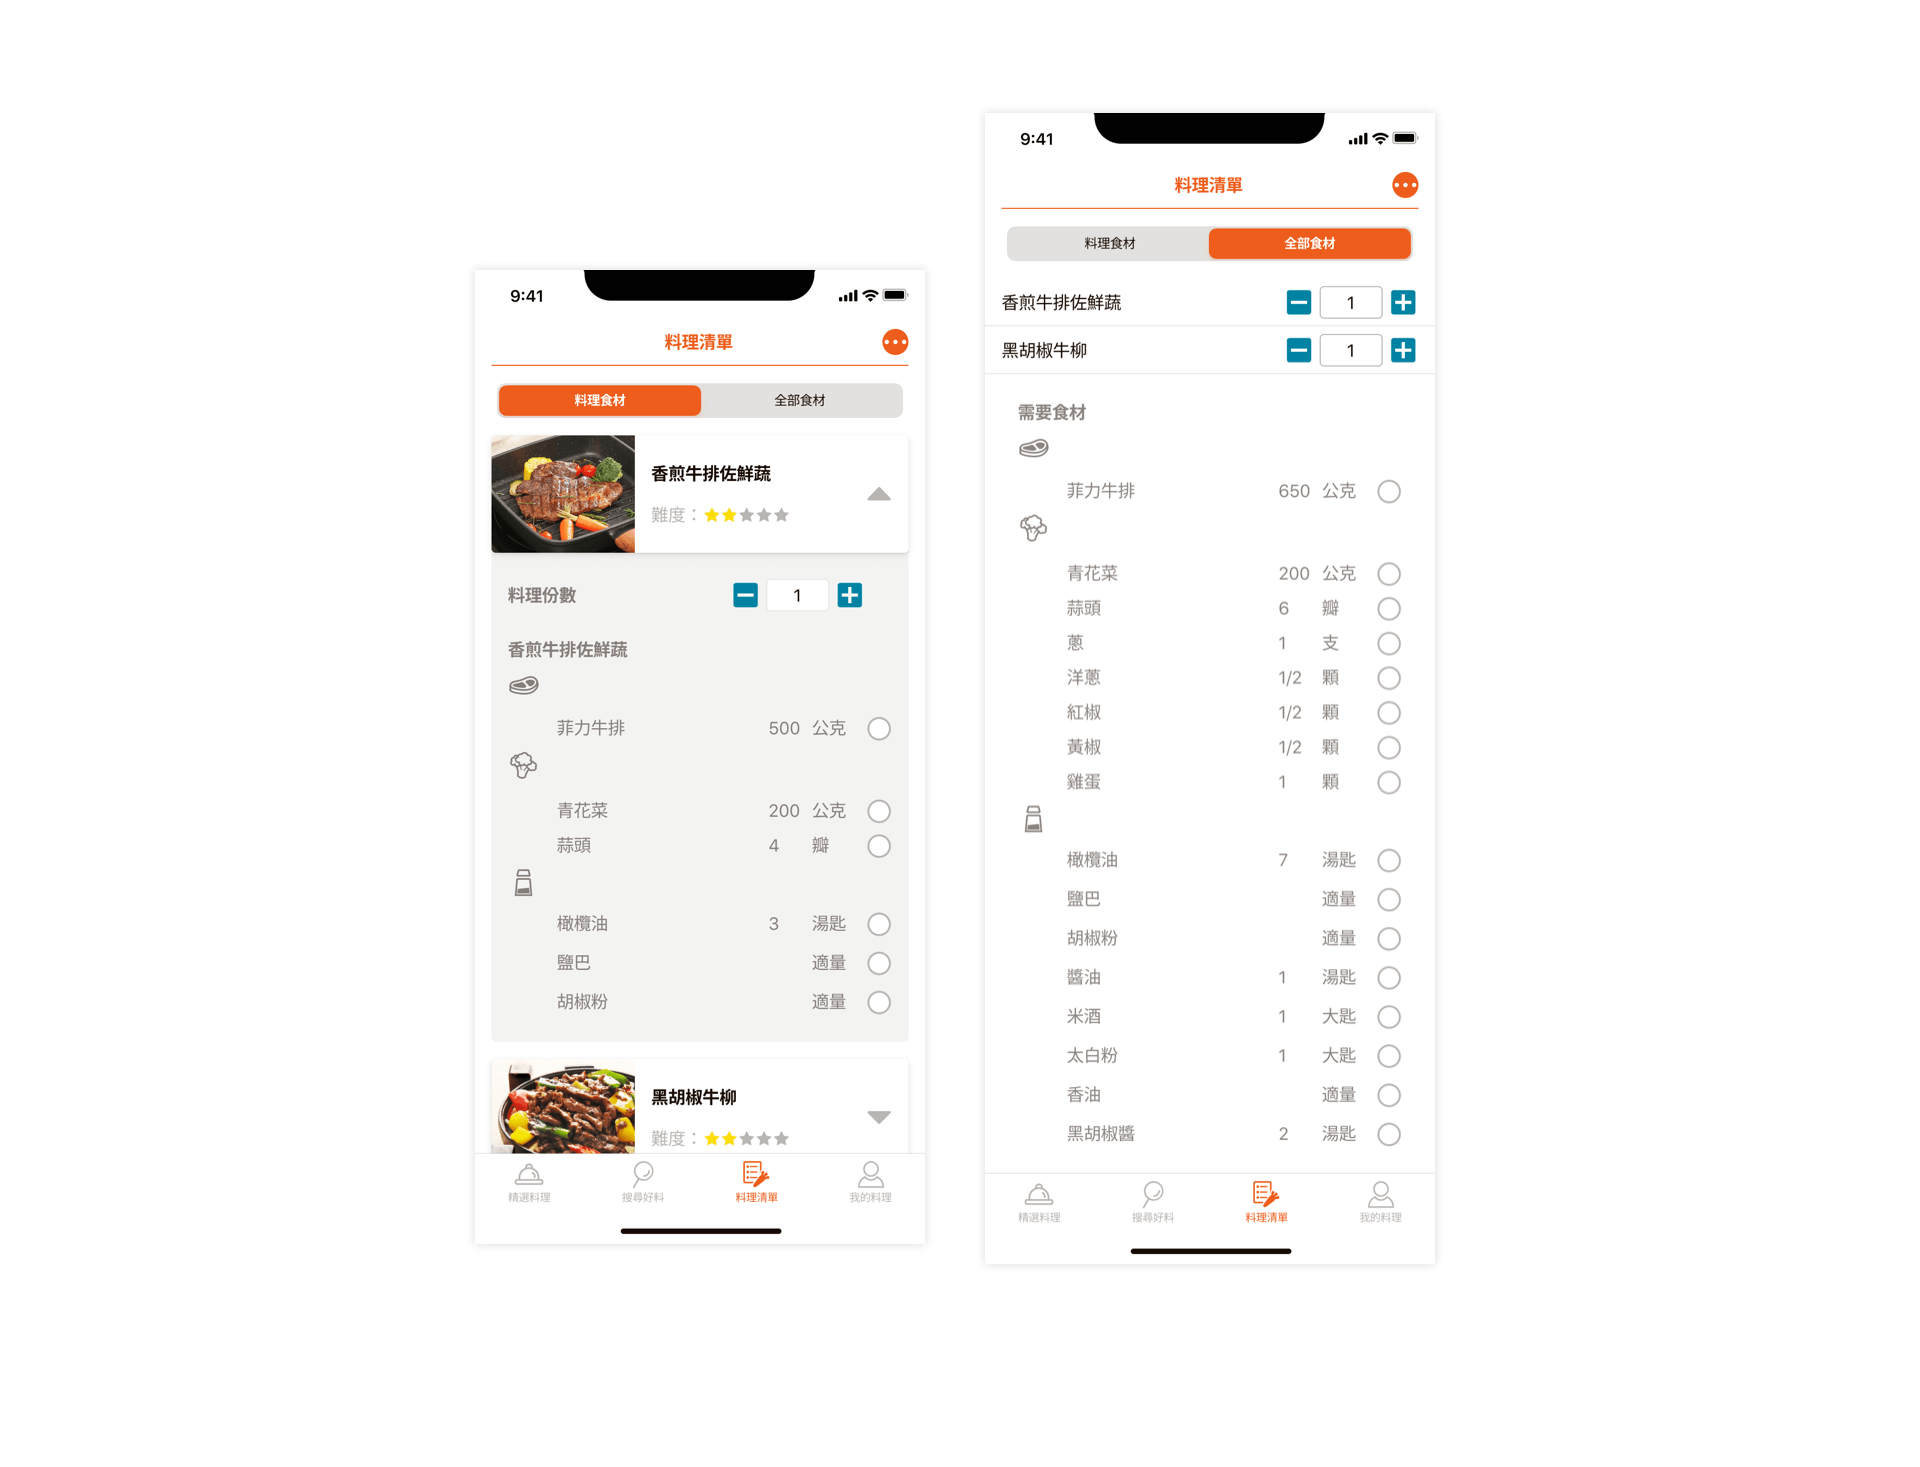 9:41
料理清單
料理食材 全部食材
香煎牛排佐鮮蔬
難度：
料理份數 1
香煎牛排佐鮮蔬
菲力牛排 500 公克
青花菜 200 公克
蒜頭 4 瓣
橄欖油 3 湯匙
鹽巴 適量
胡椒粉 適量
黑胡椒牛柳
難度：
精選料理 搜尋好料 料理清單 我的料理
9:41
料理清單
料理食材 全部食材
香煎牛排佐鮮蔬 1
黑胡椒牛柳 1
需要食材
菲力牛排 650 公克
青花菜 200 公克
蒜頭 6 瓣
蔥 1 支
洋蔥 1/2 顆
紅椒 1/2 顆
黃椒 1/2 顆
雞蛋 1 顆
橄欖油 7 湯匙
鹽巴 適量
胡椒粉 適量
醬油 1 湯匙
米酒 1 大匙
太白粉 1 大匙
香油 適量
黑胡椒醬 2 湯匙
精選料理 搜尋好料 料理清單 我的料理